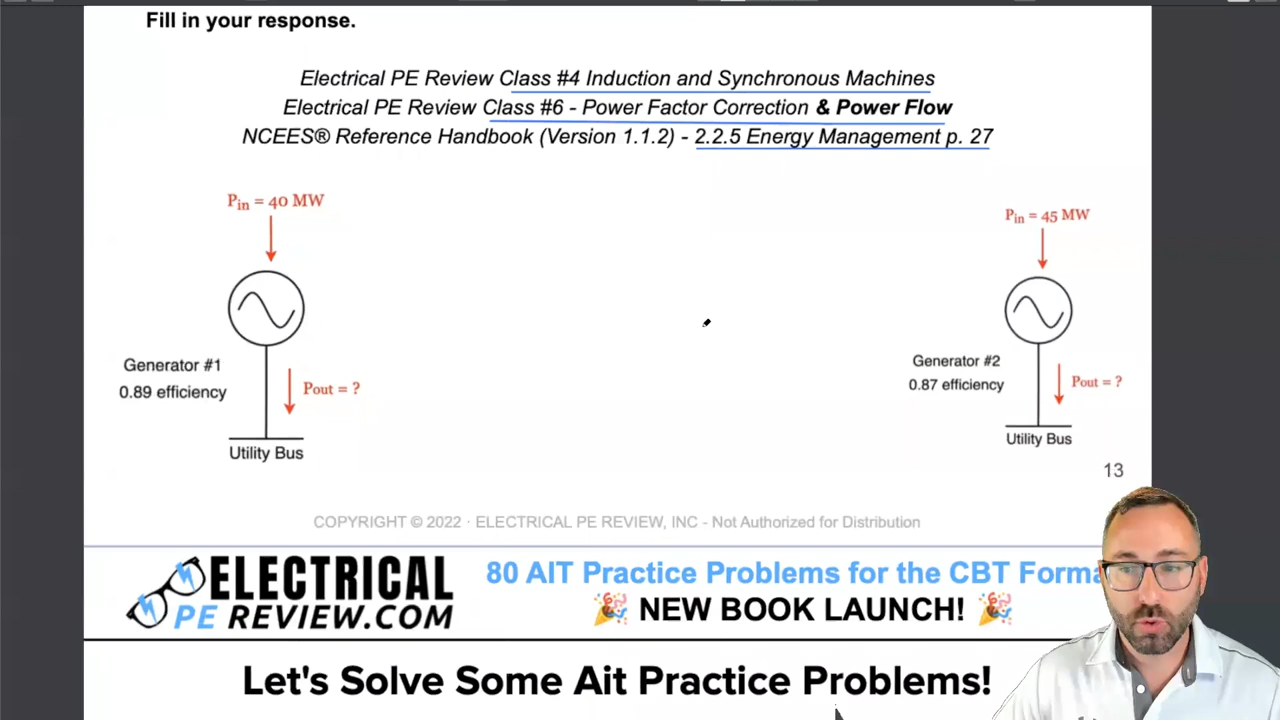 Fill in your response.
Electrical PE Review Class #4 Induction and Synchronous Machines
Electrical PE Review Class #6 - Power Factor Correction & Power Flow
NCEES® Reference Handbook (Version 1.1.2) - 2.2.5 Energy Management p. 27
Pin = 40 MW
Generator #1
0.89 efficiency
Pout = ?
Utility Bus
Pin = 45 MW
Generator #2
0.87 efficiency
Pout = ?
Utility Bus
13
COPYRIGHT © 2022 · ELECTRICAL PE REVIEW, INC - Not Authorized for Distribution
ELECTRICAL
PE REVIEW.COM
80 AIT Practice Problems for the CBT Forma
🎉 NEW BOOK LAUNCH! 🎉
Let's Solve Some Ait Practice Problems!